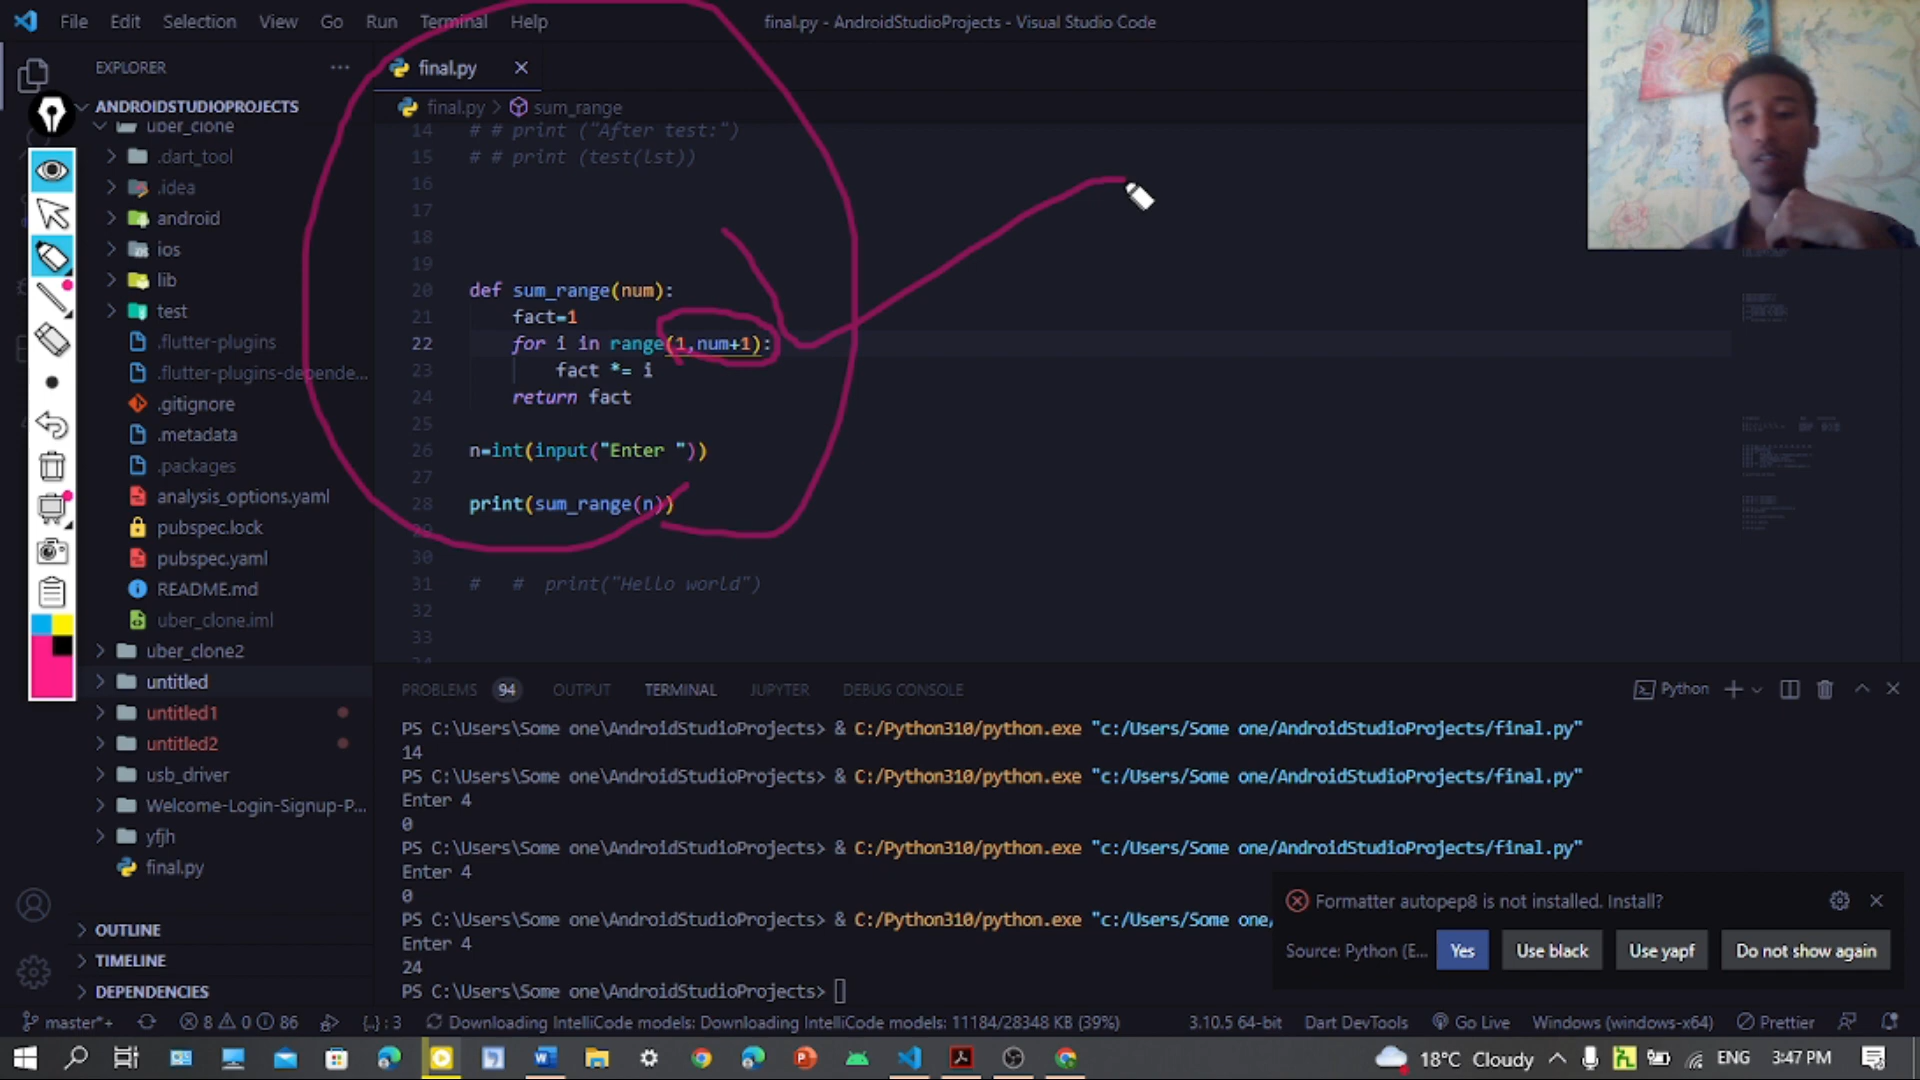 File Edit Selection View Go Run Terminal Help
final.py - AndroidStudioProjects - Visual Studio Code
EXPLORER
ANDROIDSTUDIOPROJECTS
uber_clone
.dart_tool
.idea
android
ios
lib
test
.flutter-plugins
.flutter-plugins-depende...
.gitignore
.metadata
.packages
analysis_options.yaml
pubspec.lock
pubspec.yaml
README.md
uber_clone.iml
uber_clone2
untitled
untitled1
untitled2
usb_driver
Welcome-Login-Signup-P...
yfjh
final.py
OUTLINE
TIMELINE
DEPENDENCIES
final.py
final.py > sum_range
14 # # print ("After test:")
15 # # print (test(lst))
16
17
18
19
20 def sum_range(num):
21 fact=1
22 for i in range(1,num+1):
23 fact *= i
24 return fact
25
26 n=int(input("Enter "))
27
28 print(sum_range(n))
29
30
31 # # print("Hello world")
32
33
PROBLEMS 94 OUTPUT TERMINAL JUPYTER DEBUG CONSOLE
Python
PS C:\Users\Some one\AndroidStudioProjects> & C:/Python310/python.exe "c:/Users/Some one/AndroidStudioProjects/final.py"
14
PS C:\Users\Some one\AndroidStudioProjects> & C:/Python310/python.exe "c:/Users/Some one/AndroidStudioProjects/final.py"
Enter 4
0
PS C:\Users\Some one\AndroidStudioProjects> & C:/Python310/python.exe "c:/Users/Some one/AndroidStudioProjects/final.py"
Enter 4
0
PS C:\Users\Some one\AndroidStudioProjects> & C:/Python310/python.exe "c:/Users/Some one/
Enter 4
24
PS C:\Users\Some one\AndroidStudioProjects>
Formatter autopep8 is not installed. Install?
Source: Python (E... Yes Use black Use yapf Do not show again
master*+ 8 0 86 {..} : 3 Downloading IntelliCode models: Downloading IntelliCode models: 11184/28348 KB (39%) 3.10.5 64-bit Dart DevTools Go Live Windows (windows-x64) Prettier
18°C Cloudy ENG 3:47 PM